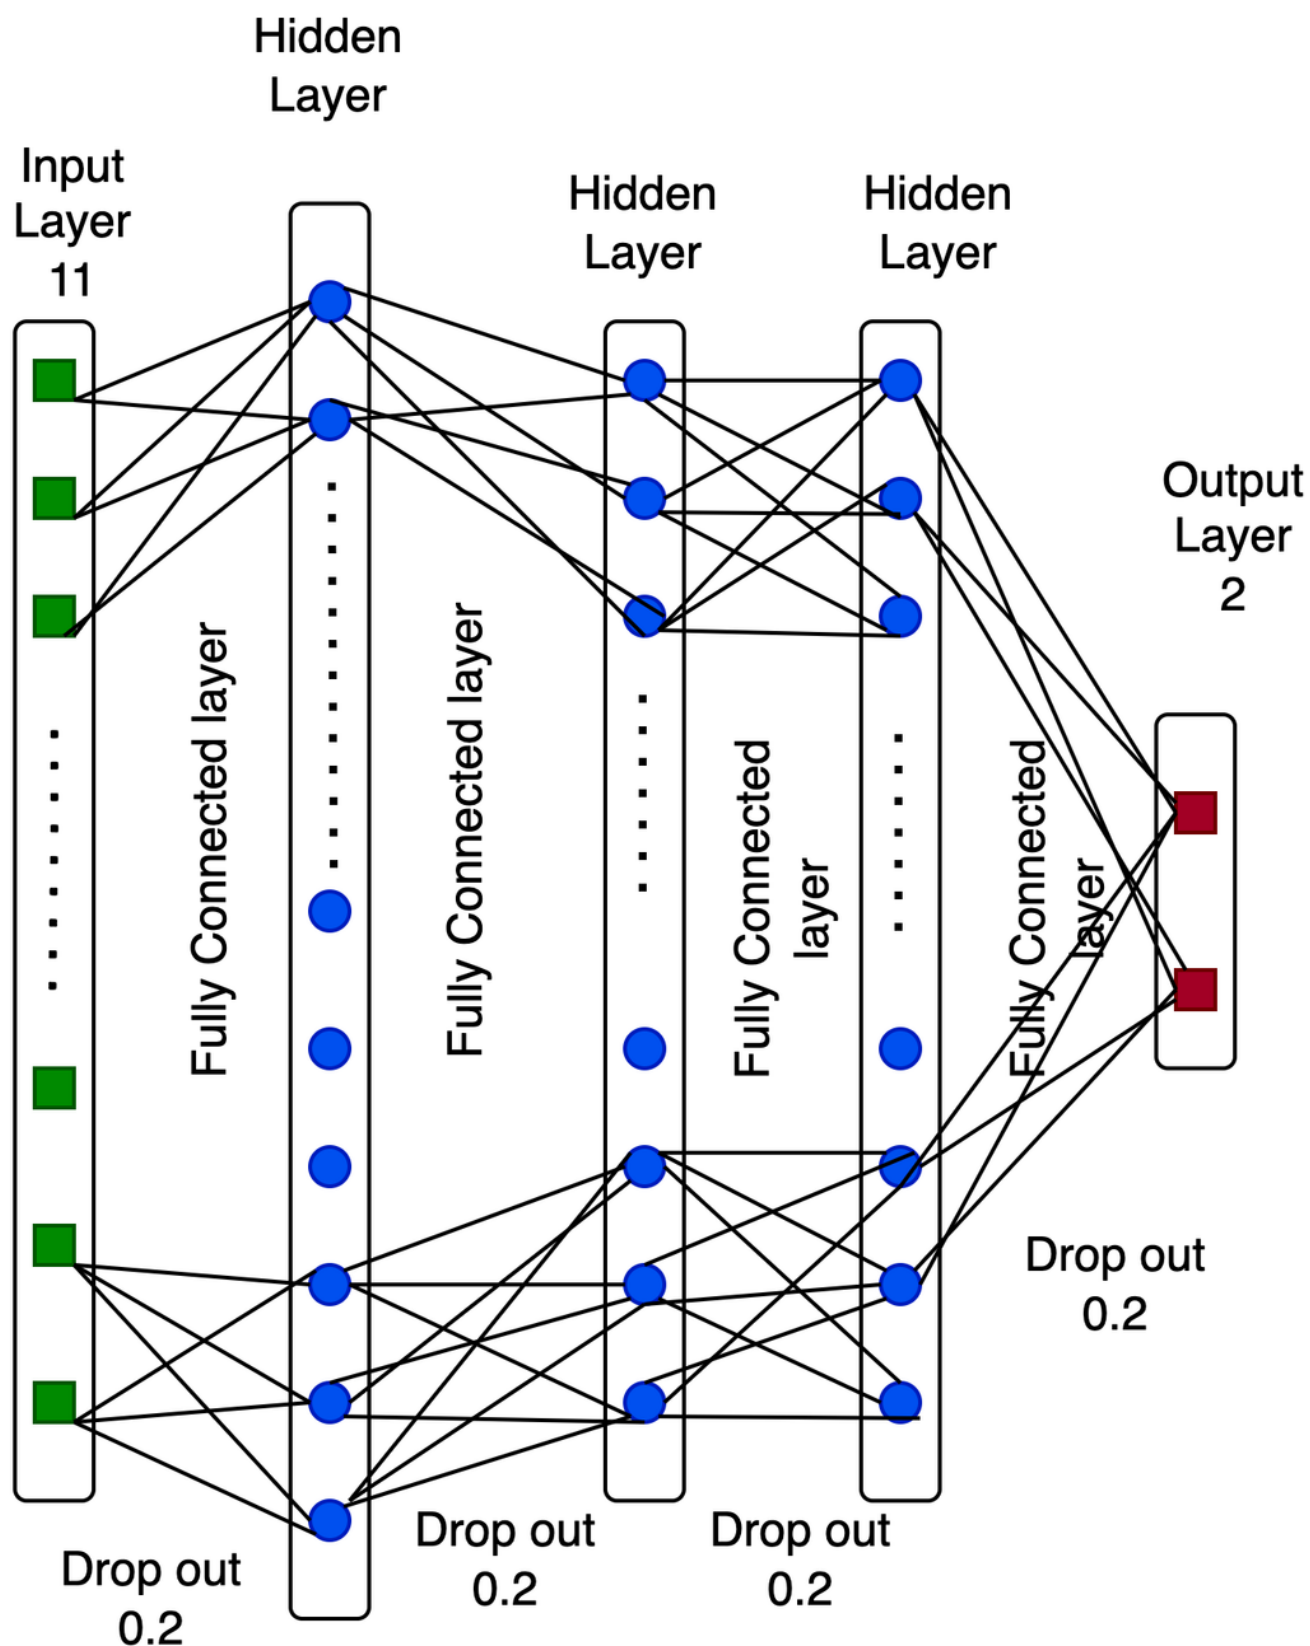 Hidden
Layer
Input
Layer
11
Hidden
Layer
Hidden
Layer
Output
Layer
2
Fully Connected layer
Fully Connected layer
Fully Connected
layer
Fully Connected
layer
Drop out
0.2
Drop out
0.2
Drop out
0.2
Drop out
0.2